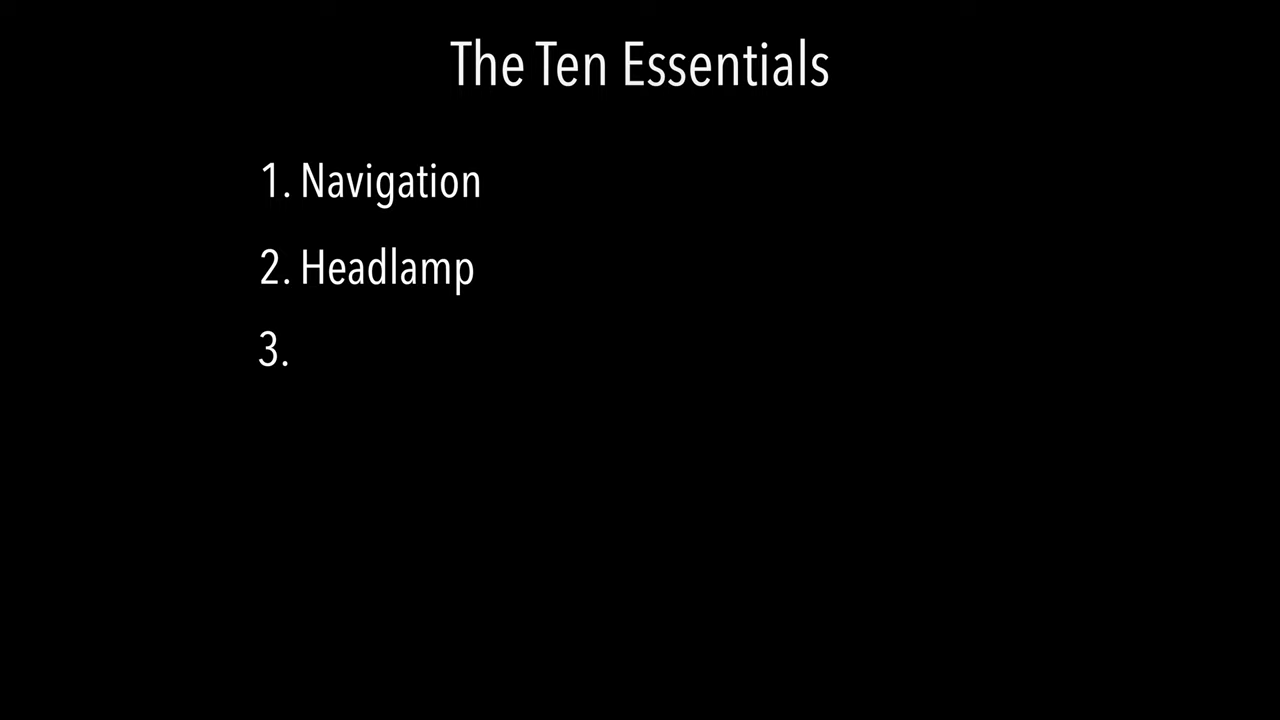 The Ten Essentials
1. Navigation
2. Headlamp
3.